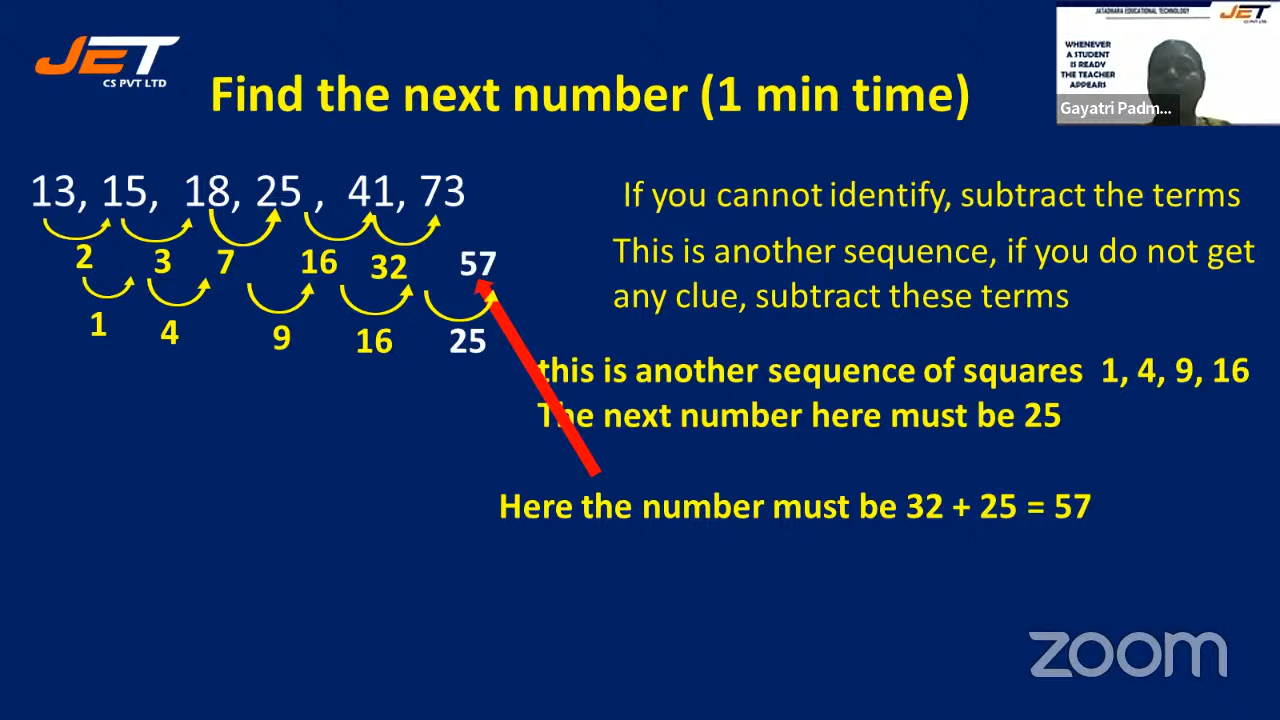 JATADHARA EDUCATIONAL TECHNOLOGY
JET
CS PVT LTD
WHENEVER
A STUDENT
IS READY
THE TEACHER
APPEARS
Gayatri Padm...
JET
CS PVT LTD
Find the next number (1 min time)
13, 15, 18, 25 , 41, 73
2 3 7 16 32 57
1 4 9 16 25
If you cannot identify, subtract the terms
This is another sequence, if you do not get
any clue, subtract these terms
this is another sequence of squares 1, 4, 9, 16
The next number here must be 25
Here the number must be 32 + 25 = 57
zoom